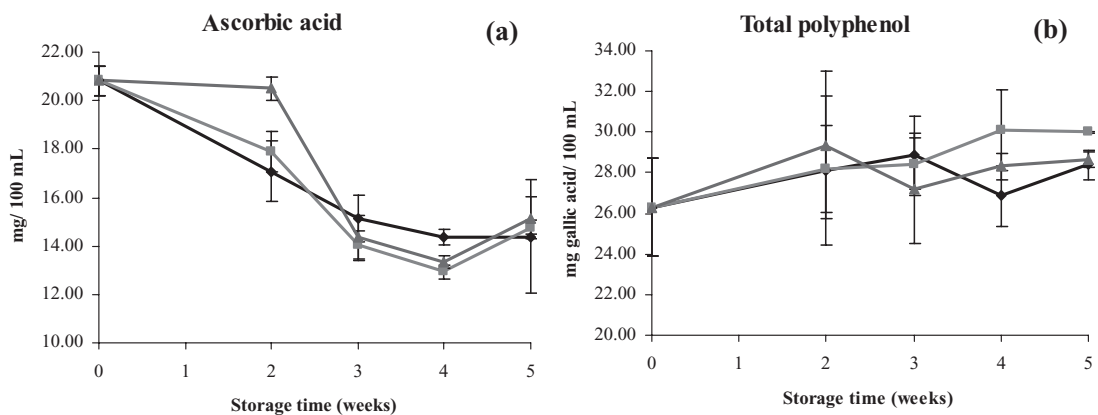 Ascorbic acid
(a)
mg/ 100 mL
22.00
20.00
18.00
16.00
14.00
12.00
10.00
0 1 2 3 4 5
Storage time (weeks)
Total polyphenol
(b)
mg gallic acid/ 100 mL
34.00
32.00
30.00
28.00
26.00
24.00
22.00
20.00
0 1 2 3 4 5
Storage time (weeks)